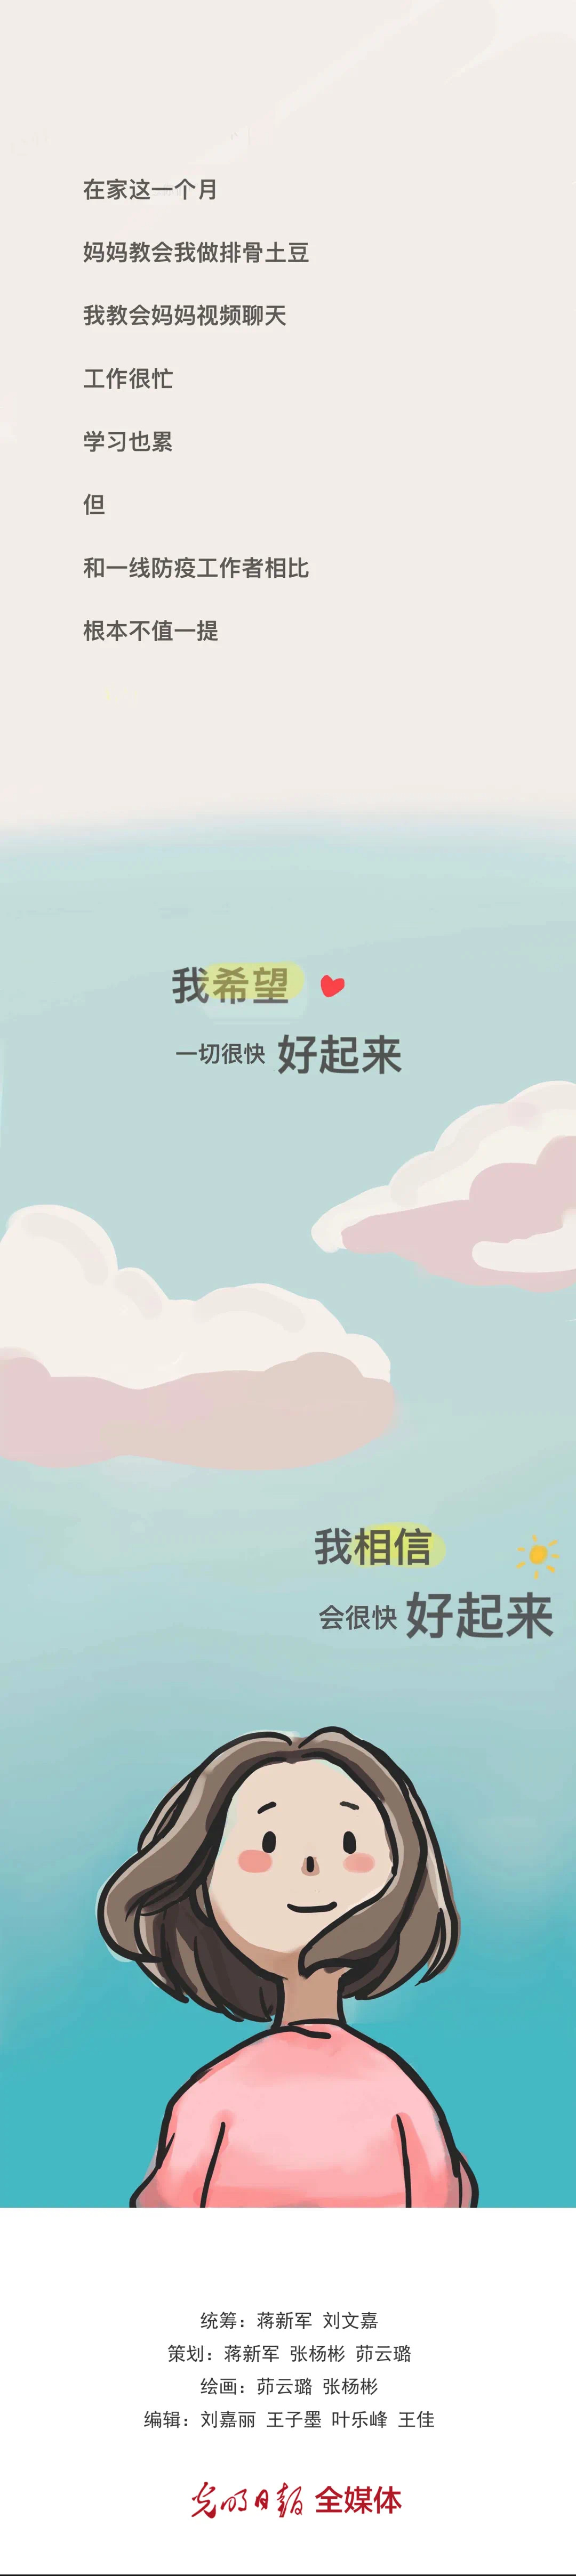 在家这一个月
妈妈教会我做排骨土豆
我教会妈妈视频聊天
工作很忙
学习也累
但
和一线防疫工作者相比
根本不值一提
我希望
一切很快 好起来
我相信
会很快 好起来
统筹：蒋新军 刘文嘉
策划：蒋新军 张杨彬 茆云璐
绘画：茆云璐 张杨彬
编辑：刘嘉丽 王子墨 叶乐峰 王佳
光明日报 全媒体